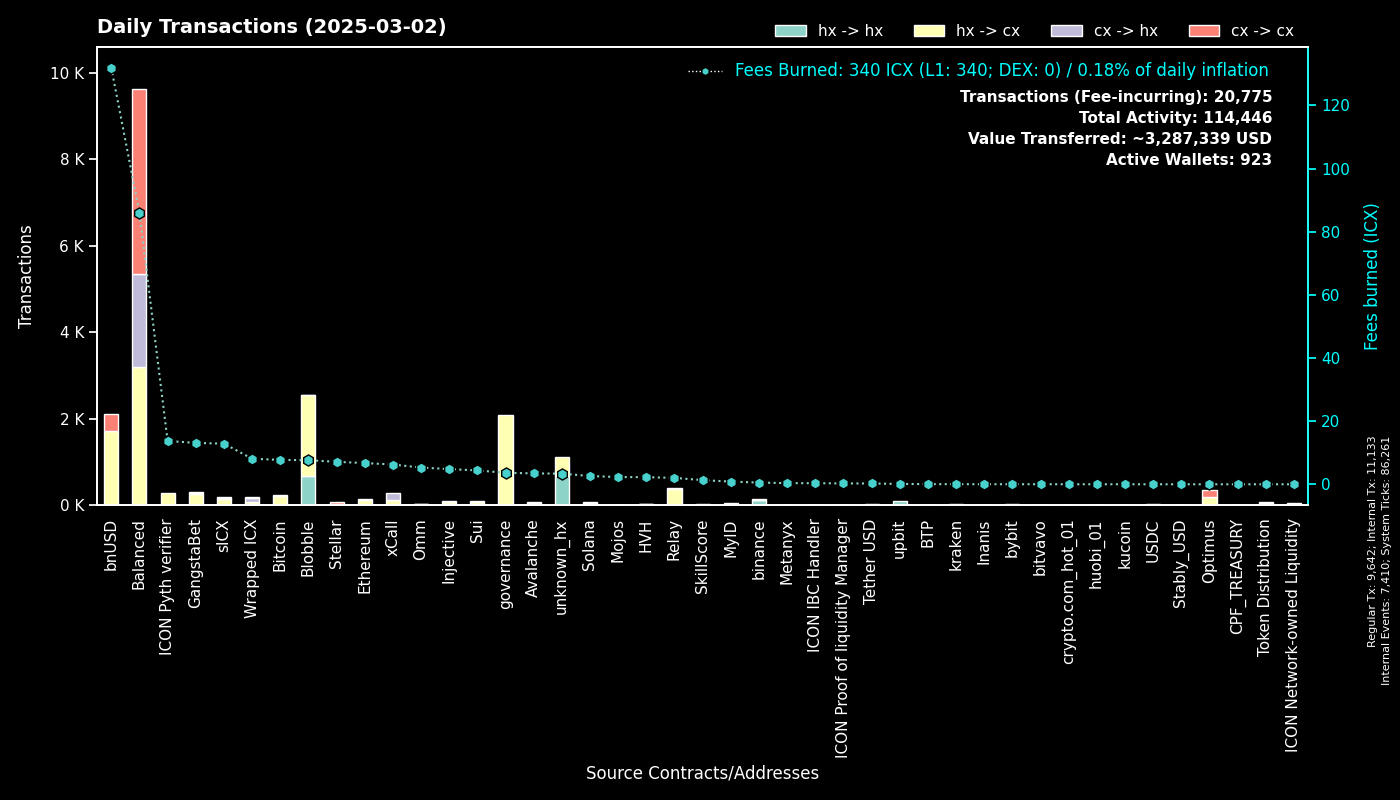 Daily Transactions (2025-03-02)
hx -> hx
hx -> cx
cx -> hx
cx -> cx
Fees Burned: 340 ICX (L1: 340; DEX: 0) / 0.18% of daily inflation
Transactions (Fee-incurring): 20,775
Total Activity: 114,446
Value Transferred: ~3,287,339 USD
Active Wallets: 923
Transactions
10 K
8 K
6 K
4 K
2 K
0 K
120
100
80
60
40
20
0
Fees burned (ICX)
bnUSD
Balanced
ICON Pyth verifier
GangstaBet
sICX
Wrapped ICX
Bitcoin
Blobble
Stellar
Ethereum
xCall
Omm
Injective
Sui
governance
Avalanche
unknown_hx
Solana
Mojos
HVH
Relay
SkillScore
MyID
binance
Metanyx
ICON IBC Handler
ICON Proof of liquidity Manager
Tether USD
upbit
BTP
kraken
Inanis
bybit
bitvavo
crypto.com_hot_01
huobi_01
kucoin
USDC
Stably_USD
Optimus
CPF_TREASURY
Token Distribution
ICON Network-owned Liquidity
Source Contracts/Addresses
Regular Tx: 9,642; Internal Tx: 11,133
Internal Events: 7,410; System Ticks: 86,261